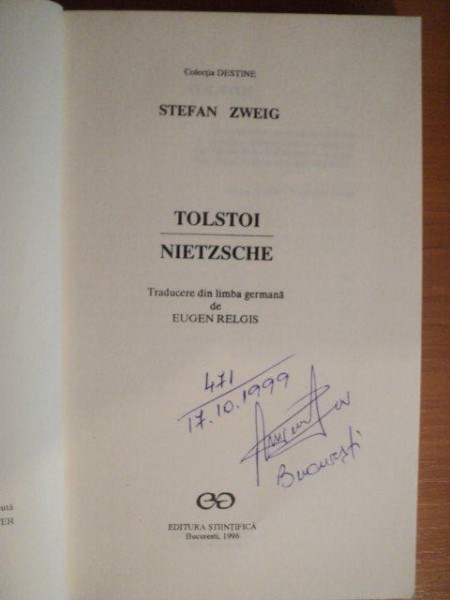 Colecția DESTINE
STEFAN ZWEIG
TOLSTOI
NIETZSCHE
Traducere din limba germană
de
EUGEN RELGIS
471
17.10.1999
București
EDITURA ȘTIINȚIFICĂ
București, 1996